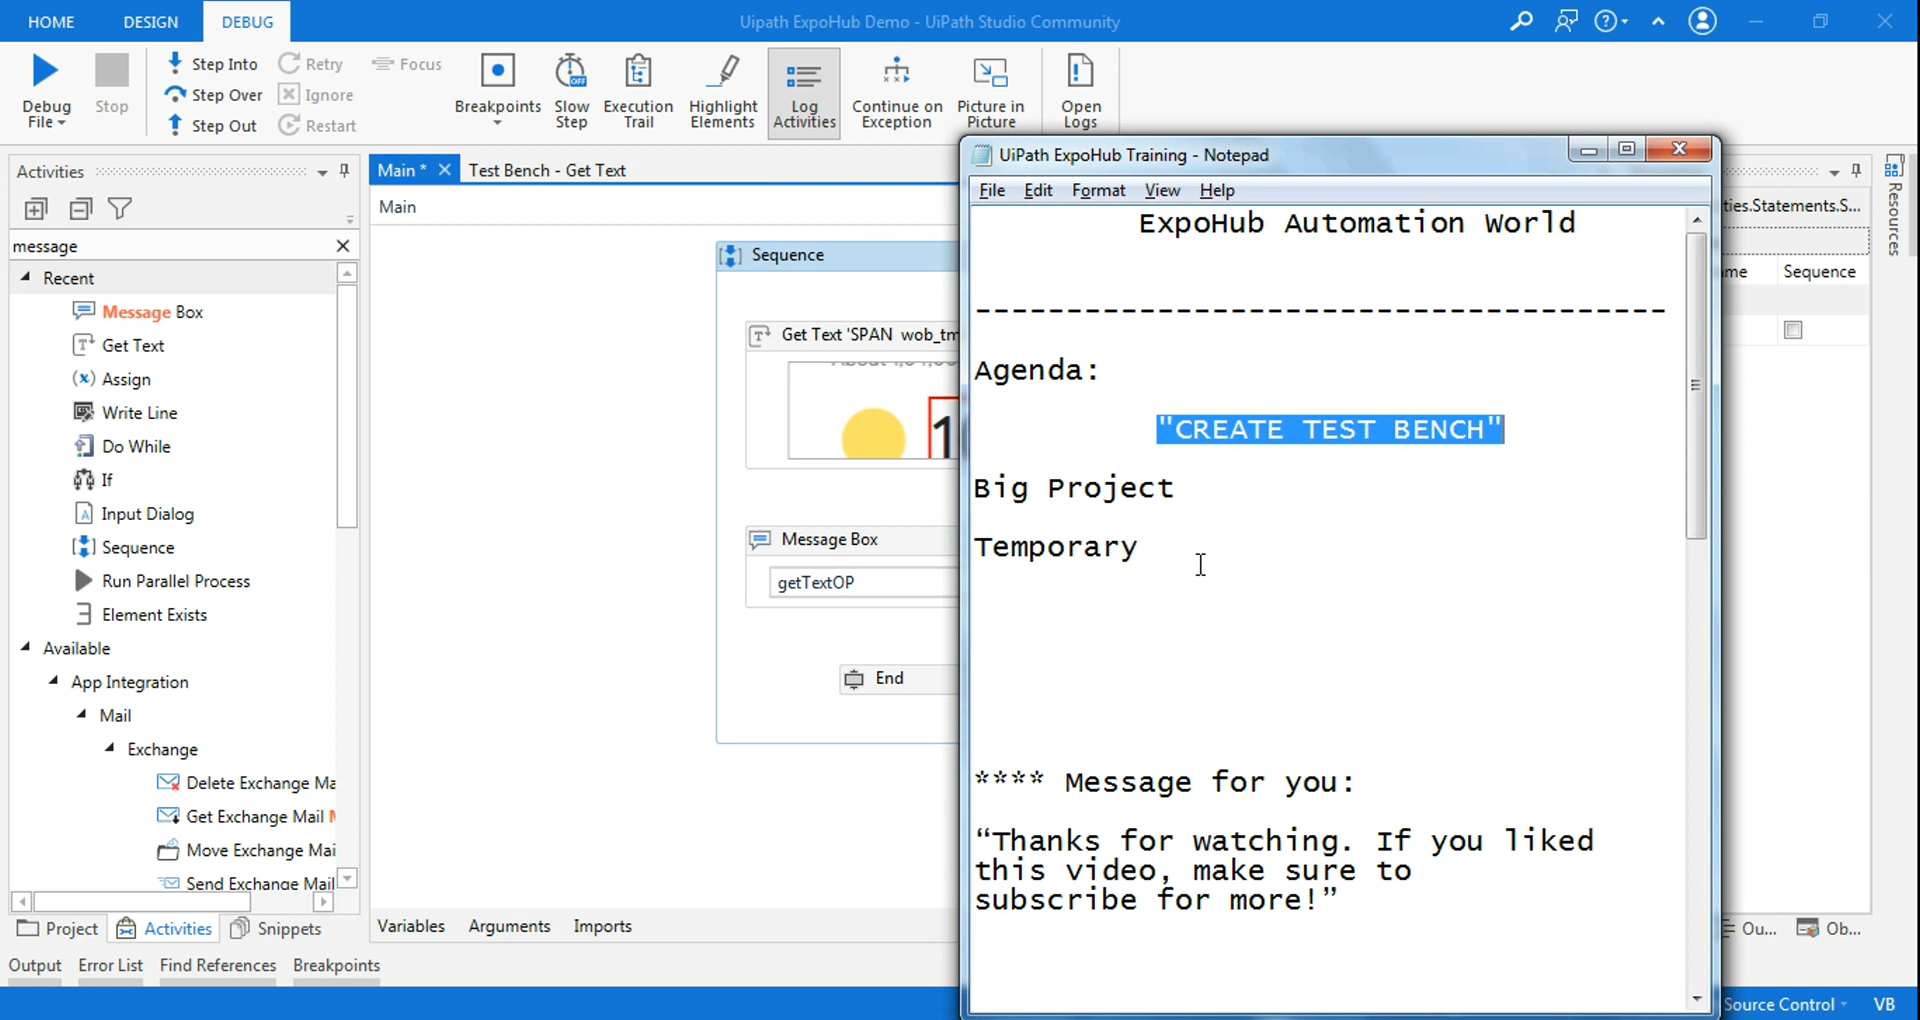 HOME
DESIGN
DEBUG
Uipath ExpoHub Demo - UiPath Studio Community
Debug
File
Stop
Step Into
Step Over
Step Out
Retry
Ignore
Restart
Focus
Breakpoints
Slow
Step
Execution
Trail
Highlight
Elements
Log
Activities
Continue on
Exception
Picture in
Picture
Open
Logs
Activities
message
Recent
Message Box
Get Text
Assign
Write Line
Do While
If
Input Dialog
Sequence
Run Parallel Process
Element Exists
Available
App Integration
Mail
Exchange
Delete Exchange Ma
Get Exchange Mail M
Move Exchange Mai
Send Exchange Mail
Project
Activities
Snippets
Output
Error List
Find References
Breakpoints
Main *
Test Bench - Get Text
Main
Sequence
Get Text 'SPAN wob_tm
1
Message Box
getTextOP
End
Variables
Arguments
Imports
UiPath ExpoHub Training - Notepad
File Edit Format View Help
ExpoHub Automation World
--------------------------------------
Agenda:
"CREATE TEST BENCH"
Big Project
Temporary
**** Message for you:
“Thanks for watching. If you liked
this video, make sure to
subscribe for more!”
ties.Statements.S...
me
Sequence
Resources
Ou...
Ob...
Source Control
VB